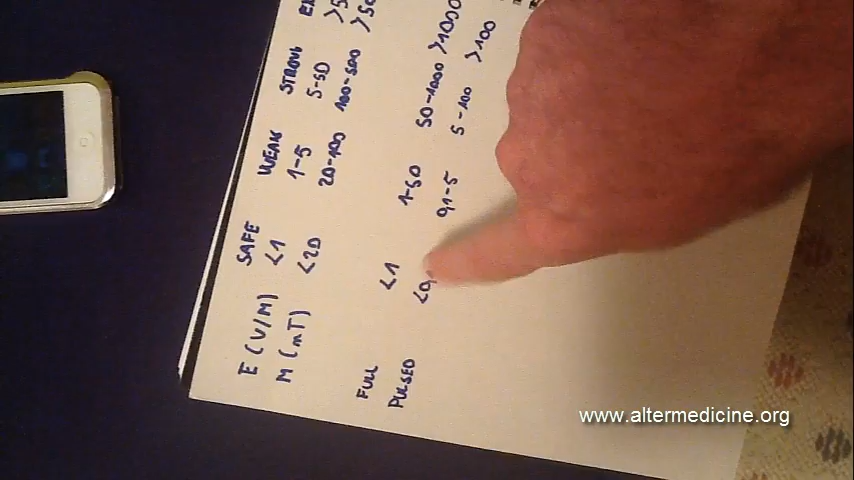 SAFE WEAK STRONG
E (V/M) <1 1-5 5-50
M (mT) <20 20-100 100-500
FULL <1 1-50 50-1000 >1000
PULSED 0,1-5 5-100 >100
www.altermedicine.org